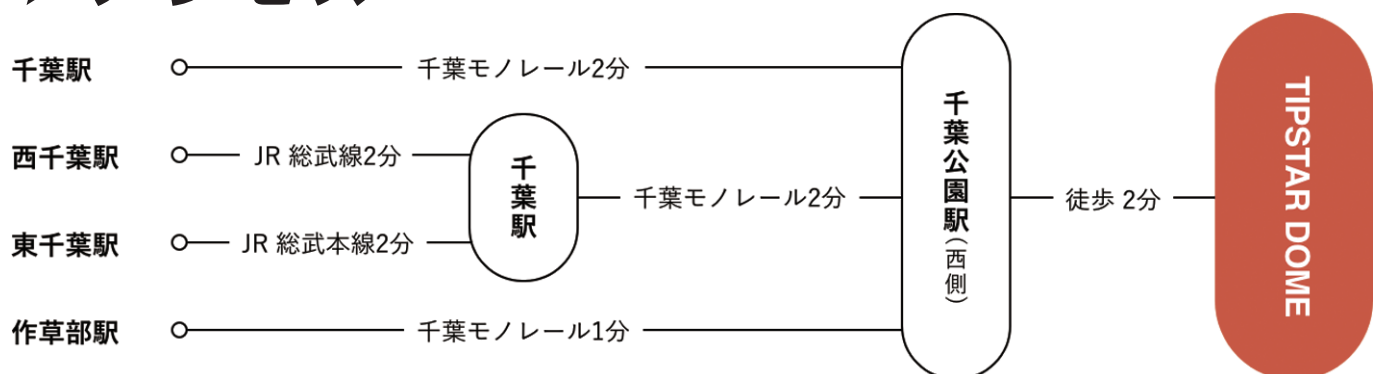 千葉駅
千葉モノレール2分
西千葉駅
JR 総武線2分
東千葉駅
JR 総武本線2分
千葉駅
千葉モノレール2分
作草部駅
千葉モノレール1分
千葉公園駅(西側)
徒歩 2分
TIPSTAR DOME